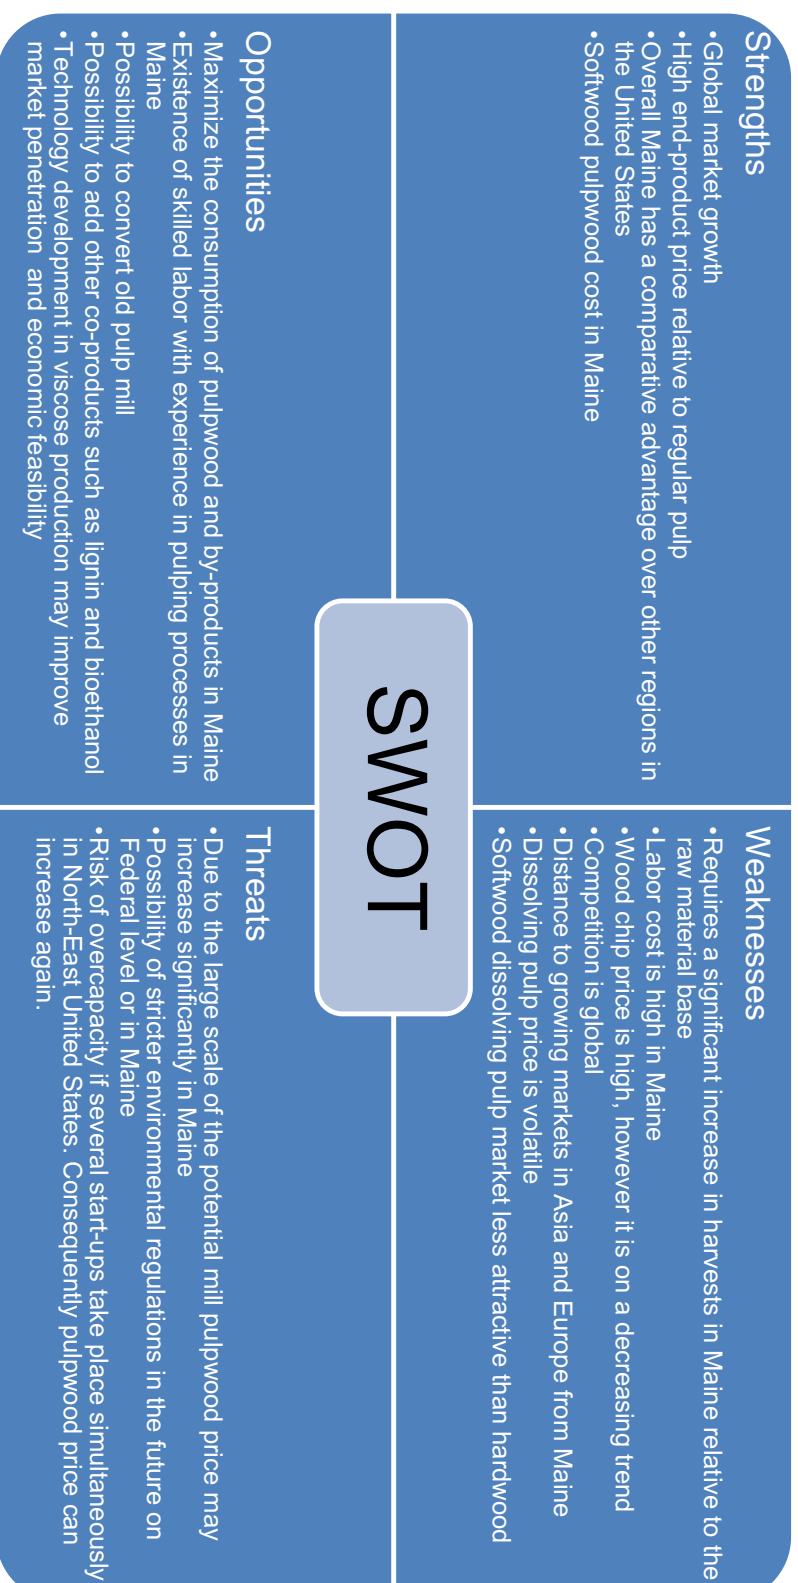 Strengths
•Global market growth
•High end-product price relative to regular pulp
•Overall Maine has a comparative advantage over other regions in
the United States
•Softwood pulpwood cost in Maine
Weaknesses
•Requires a significant increase in harvests in Maine relative to the
raw material base
•Labor cost is high in Maine
•Wood chip price is high, however it is on a decreasing trend
•Competition is global
•Distance to growing markets in Asia and Europe from Maine
•Dissolving pulp price is volatile
•Softwood dissolving pulp market less attractive than hardwood
SWOT
Opportunities
•Maximize the consumption of pulpwood and by-products in Maine
•Existence of skilled labor with experience in pulping processes in
Maine
•Possibility to convert old pulp mill
•Possibility to add other co-products such as lignin and bioethanol
•Technology development in viscose production may improve
market penetration and economic feasibility
Threats
•Due to the large scale of the potential mill pulpwood price may
increase significantly in Maine
•Possibility of stricter environmental regulations in the future on
Federal level or in Maine
•Risk of overcapacity if several start-ups take place simultaneously
in North-East United States. Consequently pulpwood price can
increase again.